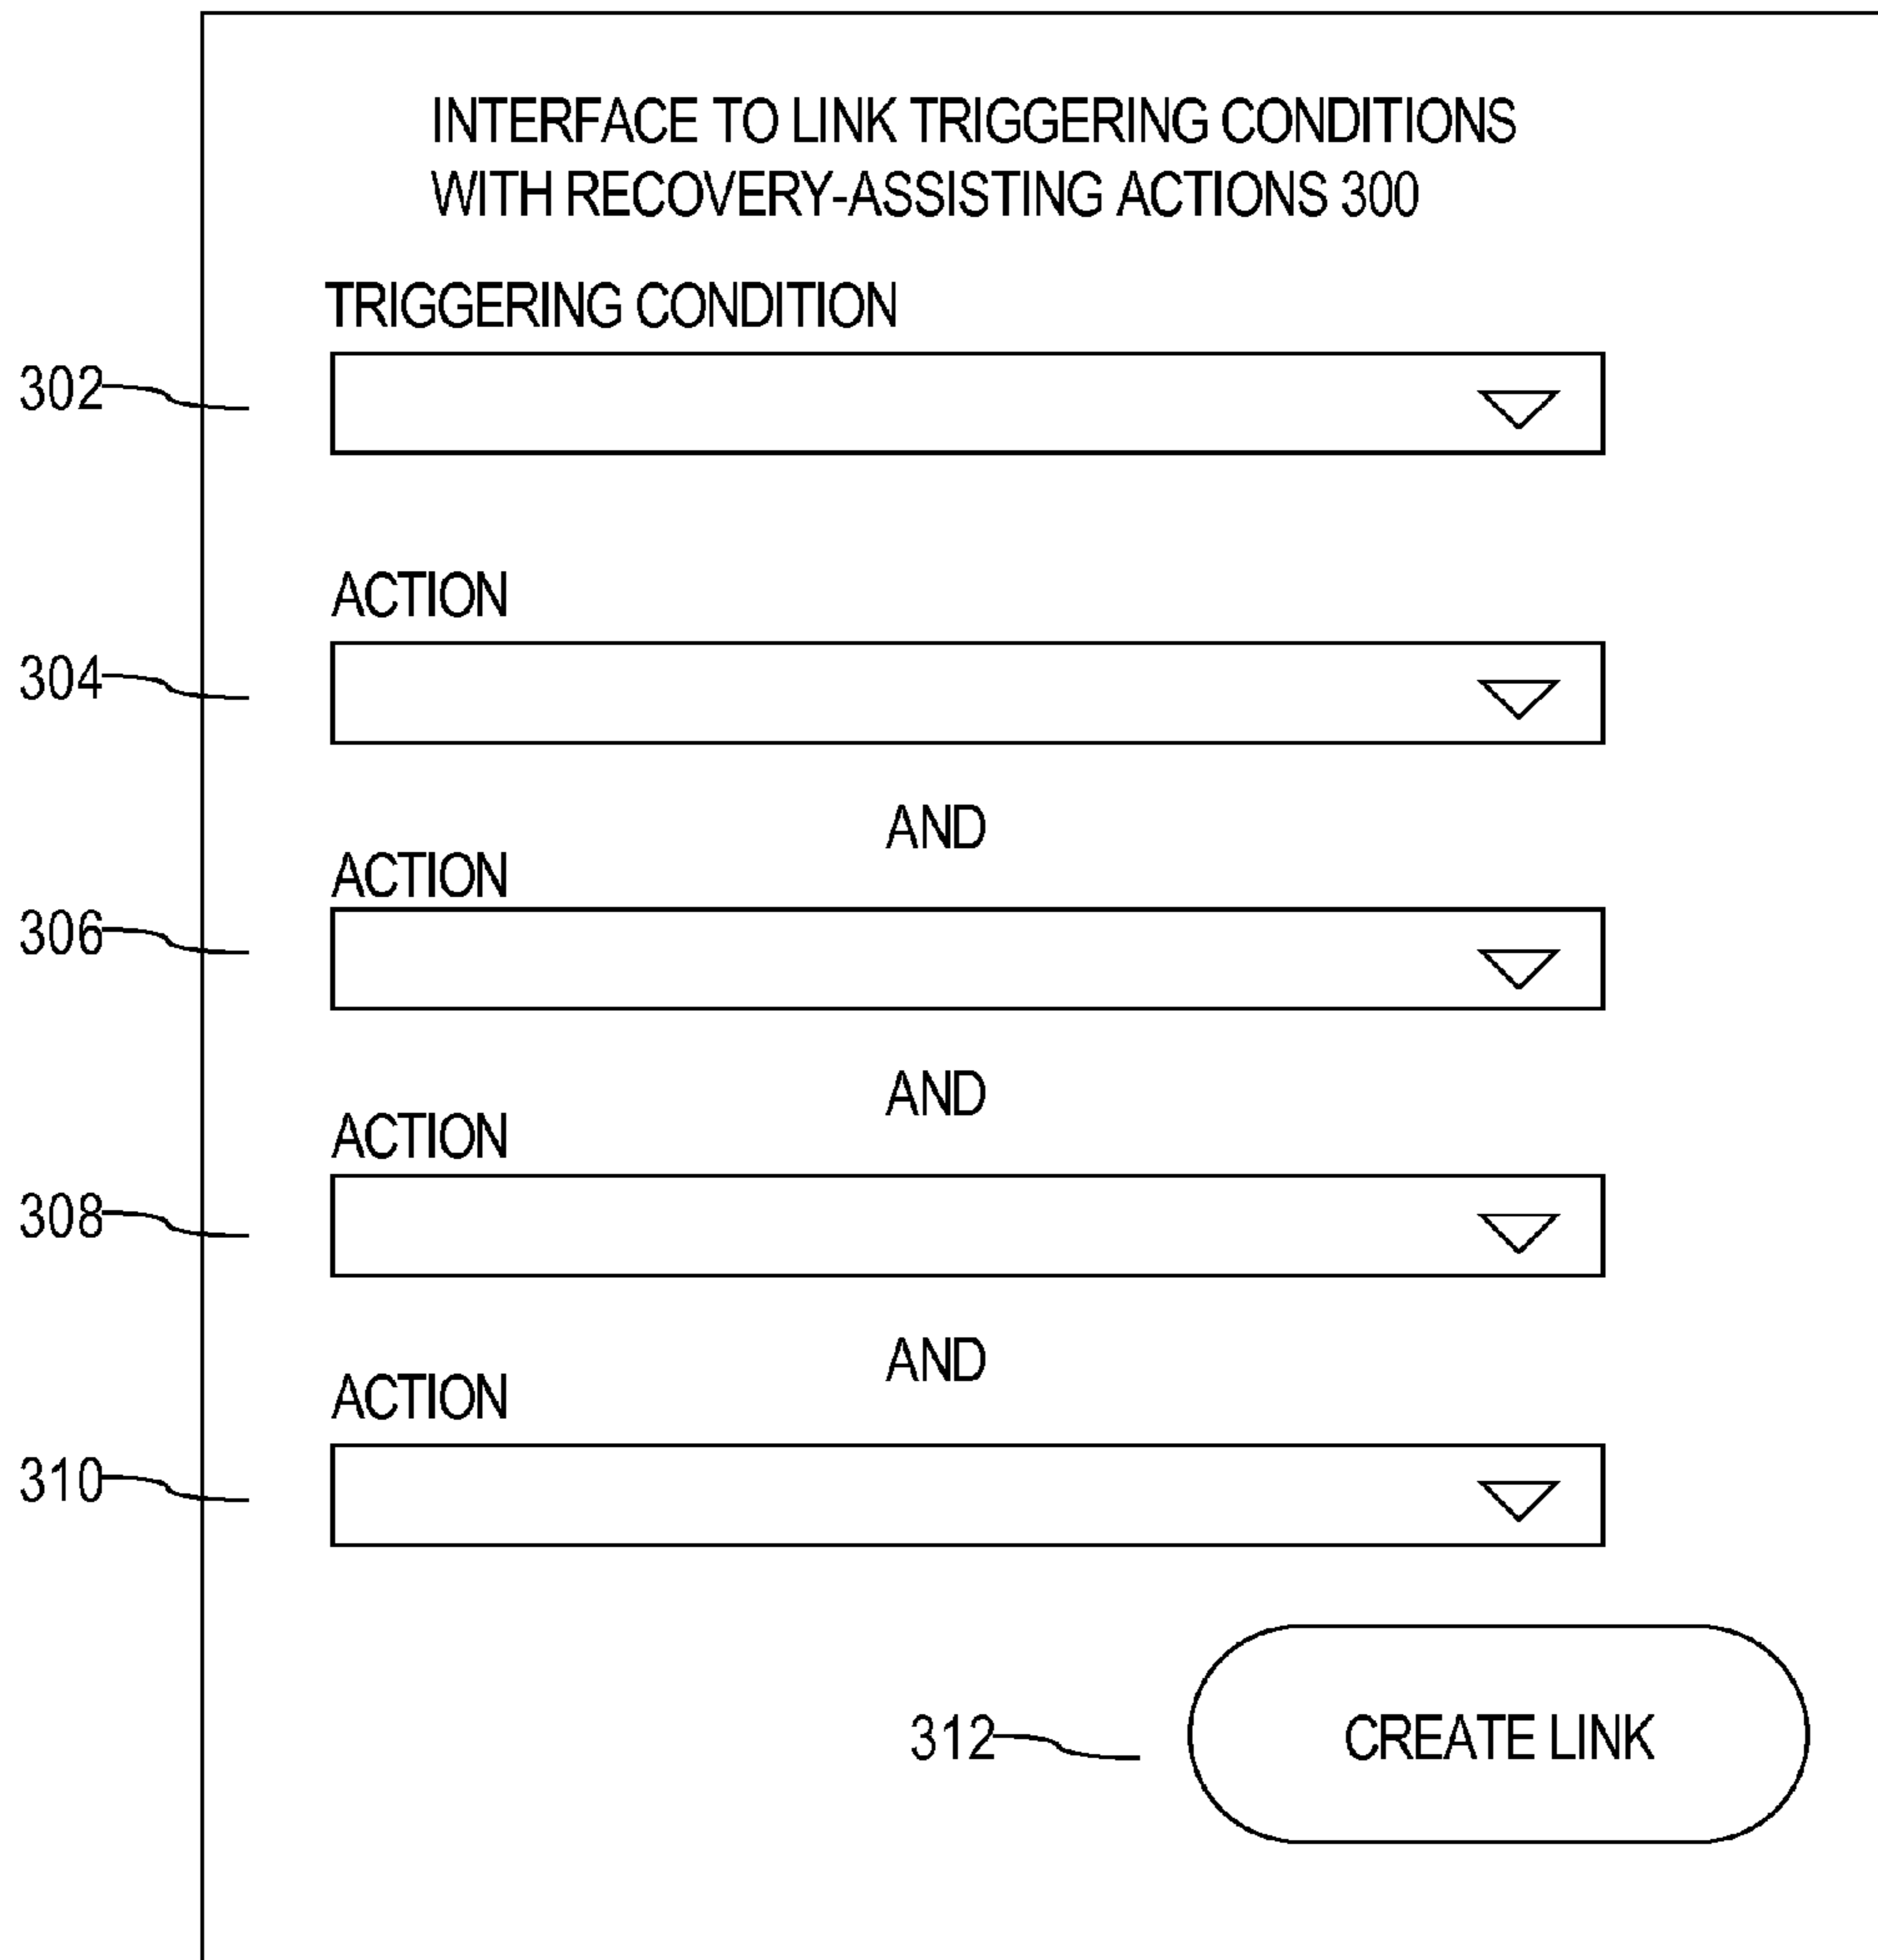 INTERFACE TO LINK TRIGGERING CONDITIONS
WITH RECOVERY-ASSISTING ACTIONS 300
TRIGGERING CONDITION
302
ACTION
304
AND
ACTION
306
AND
ACTION
308
AND
ACTION
310
312
CREATE LINK